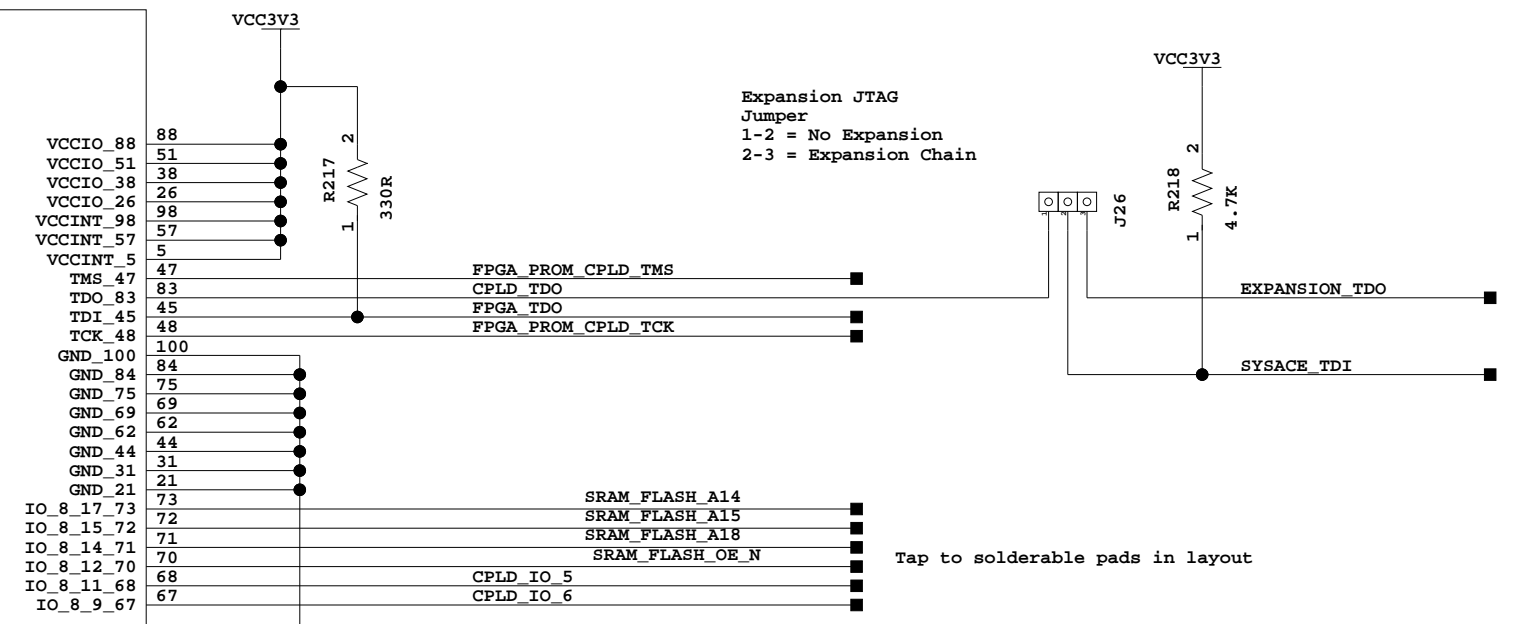 VCC3V3
VCC3V3
Expansion JTAG
Jumper
1-2 = No Expansion
2-3 = Expansion Chain
VCCIO_88 88
VCCIO_51 51
VCCIO_38 38
VCCIO_26 26
VCCINT_98 98
VCCINT_57 57
VCCINT_5 5
2
R217
330R
1
1 2 3
J26
2
R218
4.7K
1
TMS_47 47 FPGA_PROM_CPLD_TMS
TDO_83 83 CPLD_TDO
EXPANSION_TDO
TDI_45 45 FPGA_TDO
TCK_48 48 FPGA_PROM_CPLD_TCK
GND_100 100
SYSACE_TDI
GND_84 84
GND_75 75
GND_69 69
GND_62 62
GND_44 44
GND_31 31
GND_21 21
IO_8_17_73 73 SRAM_FLASH_A14
IO_8_15_72 72 SRAM_FLASH_A15
IO_8_14_71 71 SRAM_FLASH_A18
IO_8_12_70 70 SRAM_FLASH_OE_N
Tap to solderable pads in layout
IO_8_11_68 68 CPLD_IO_5
IO_8_9_67 67 CPLD_IO_6